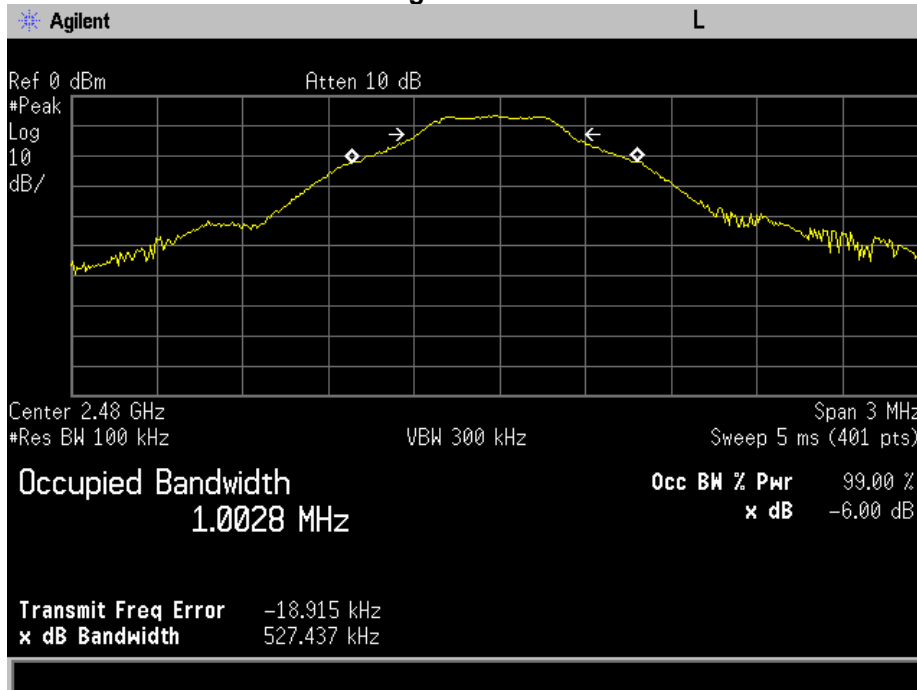 Agilent L
Ref 0 dBm Atten 10 dB
#Peak
Log
10
dB/
Center 2.48 GHz Span 3 MHz
#Res BW 100 kHz VBW 300 kHz Sweep 5 ms (401 pts)
Occupied Bandwidth Occ BW % Pwr 99.00 %
1.0028 MHz x dB -6.00 dB
Transmit Freq Error -18.915 kHz
x dB Bandwidth 527.437 kHz